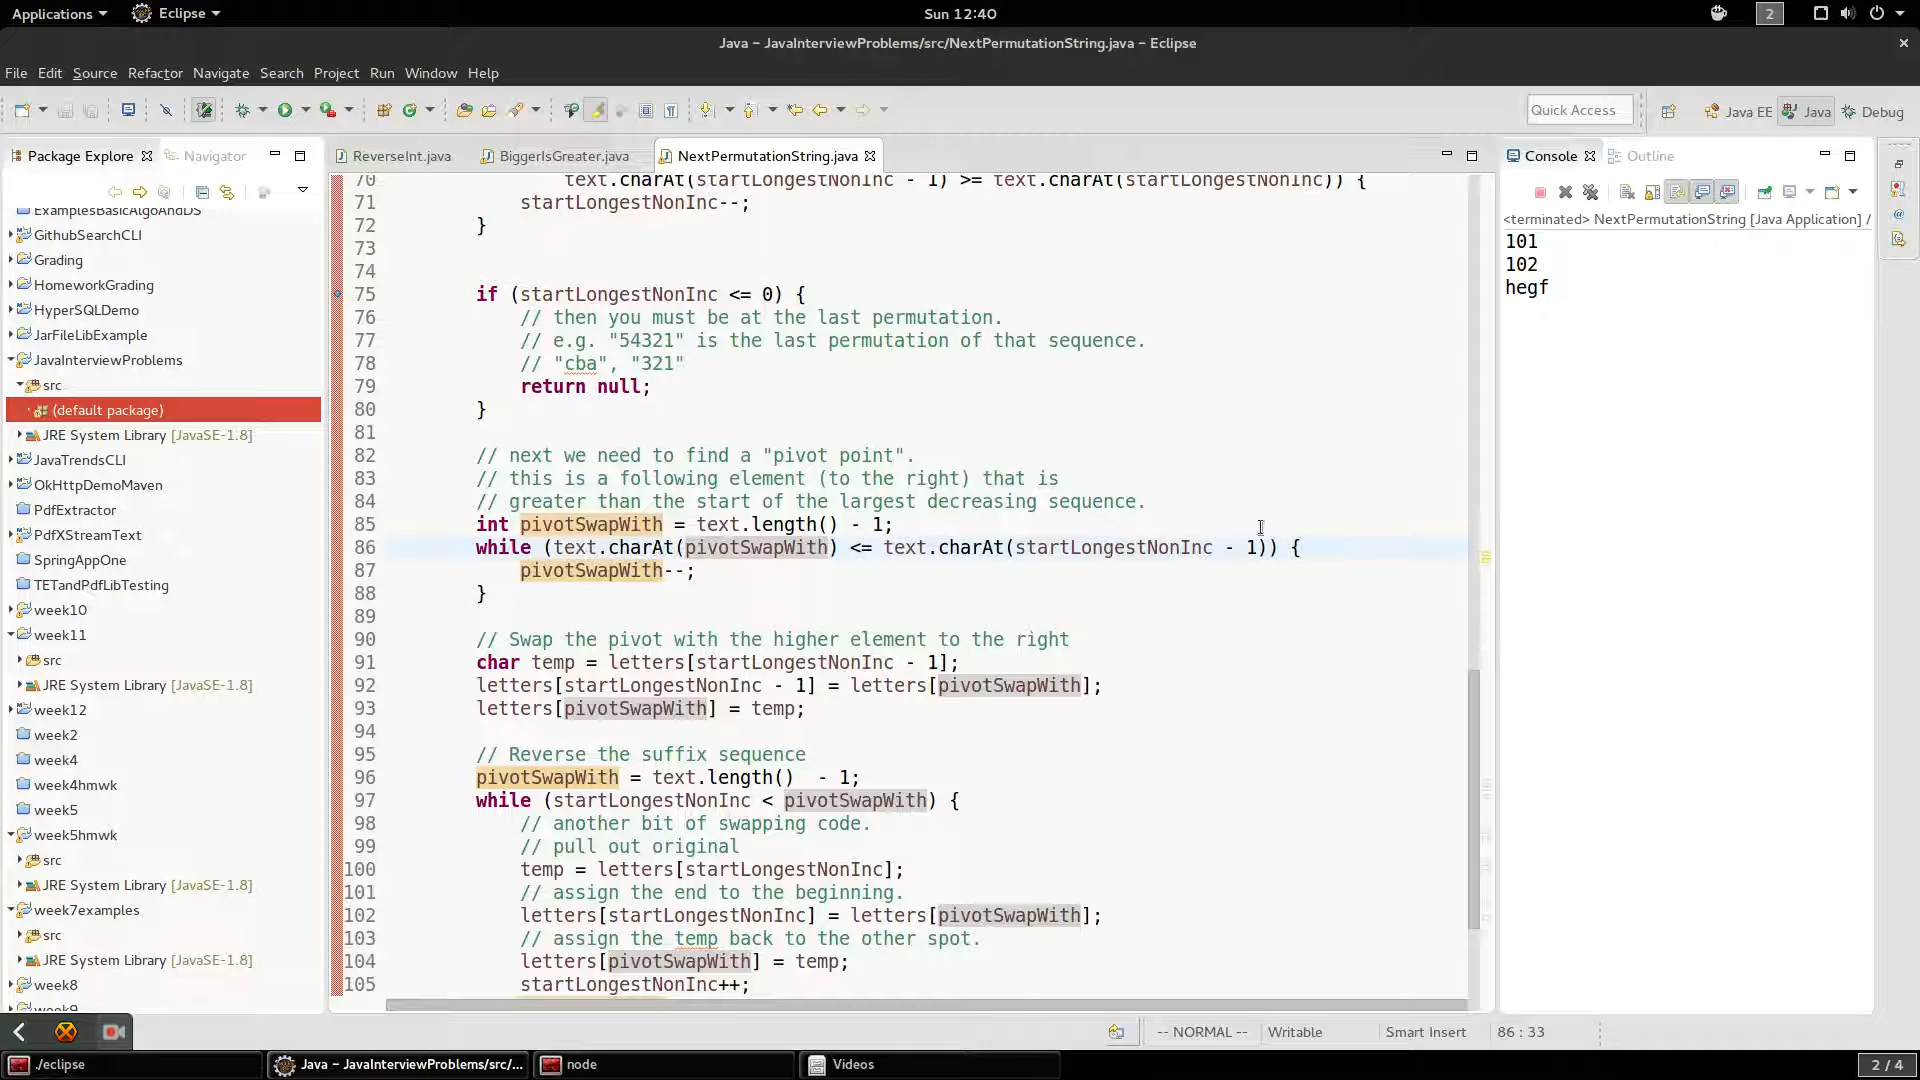 Applications
Eclipse
Sun 12:40
2
Java – JavaInterviewProblems/src/NextPermutationString.java – Eclipse
File Edit Source Refactor Navigate Search Project Run Window Help
Quick Access
Java EE
Java
Debug
Package Explore
Navigator
ReverseInt.java
BiggerIsGreater.java
NextPermutationString.java
Console
Outline
ExamplesBasicAlgoAndDS
GithubSearchCLI
Grading
HomeworkGrading
HyperSQLDemo
JarFileLibExample
JavaInterviewProblems
src
(default package)
JRE System Library [JavaSE-1.8]
JavaTrendsCLI
OkHttpDemoMaven
PdfExtractor
PdfXStreamText
SpringAppOne
TETandPdfLibTesting
week10
week11
src
JRE System Library [JavaSE-1.8]
week12
week2
week4
week4hmwk
week5
week5hmwk
src
JRE System Library [JavaSE-1.8]
week7examples
src
JRE System Library [JavaSE-1.8]
week8
week9
70 text.charAt(startLongestNonInc - 1) >= text.charAt(startLongestNonInc)) {
71 startLongestNonInc--;
72 }
73
74
75 if (startLongestNonInc <= 0) {
76 // then you must be at the last permutation.
77 // e.g. "54321" is the last permutation of that sequence.
78 // "cba", "321"
79 return null;
80 }
81
82 // next we need to find a "pivot point".
83 // this is a following element (to the right) that is
84 // greater than the start of the largest decreasing sequence.
85 int pivotSwapWith = text.length() - 1;
86 while (text.charAt(pivotSwapWith) <= text.charAt(startLongestNonInc - 1)) {
87 pivotSwapWith--;
88 }
89
90 // Swap the pivot with the higher element to the right
91 char temp = letters[startLongestNonInc - 1];
92 letters[startLongestNonInc - 1] = letters[pivotSwapWith];
93 letters[pivotSwapWith] = temp;
94
95 // Reverse the suffix sequence
96 pivotSwapWith = text.length()  - 1;
97 while (startLongestNonInc < pivotSwapWith) {
98 // another bit of swapping code.
99 // pull out original
100 temp = letters[startLongestNonInc];
101 // assign the end to the beginning.
102 letters[startLongestNonInc] = letters[pivotSwapWith];
103 // assign the temp back to the other spot.
104 letters[pivotSwapWith] = temp;
105 startLongestNonInc++;
<terminated> NextPermutationString [Java Application] /
101
102
hegf
-- NORMAL --
Writable
Smart Insert
86 : 33
./eclipse
Java – JavaInterviewProblems/src/...
node
Videos
2 / 4